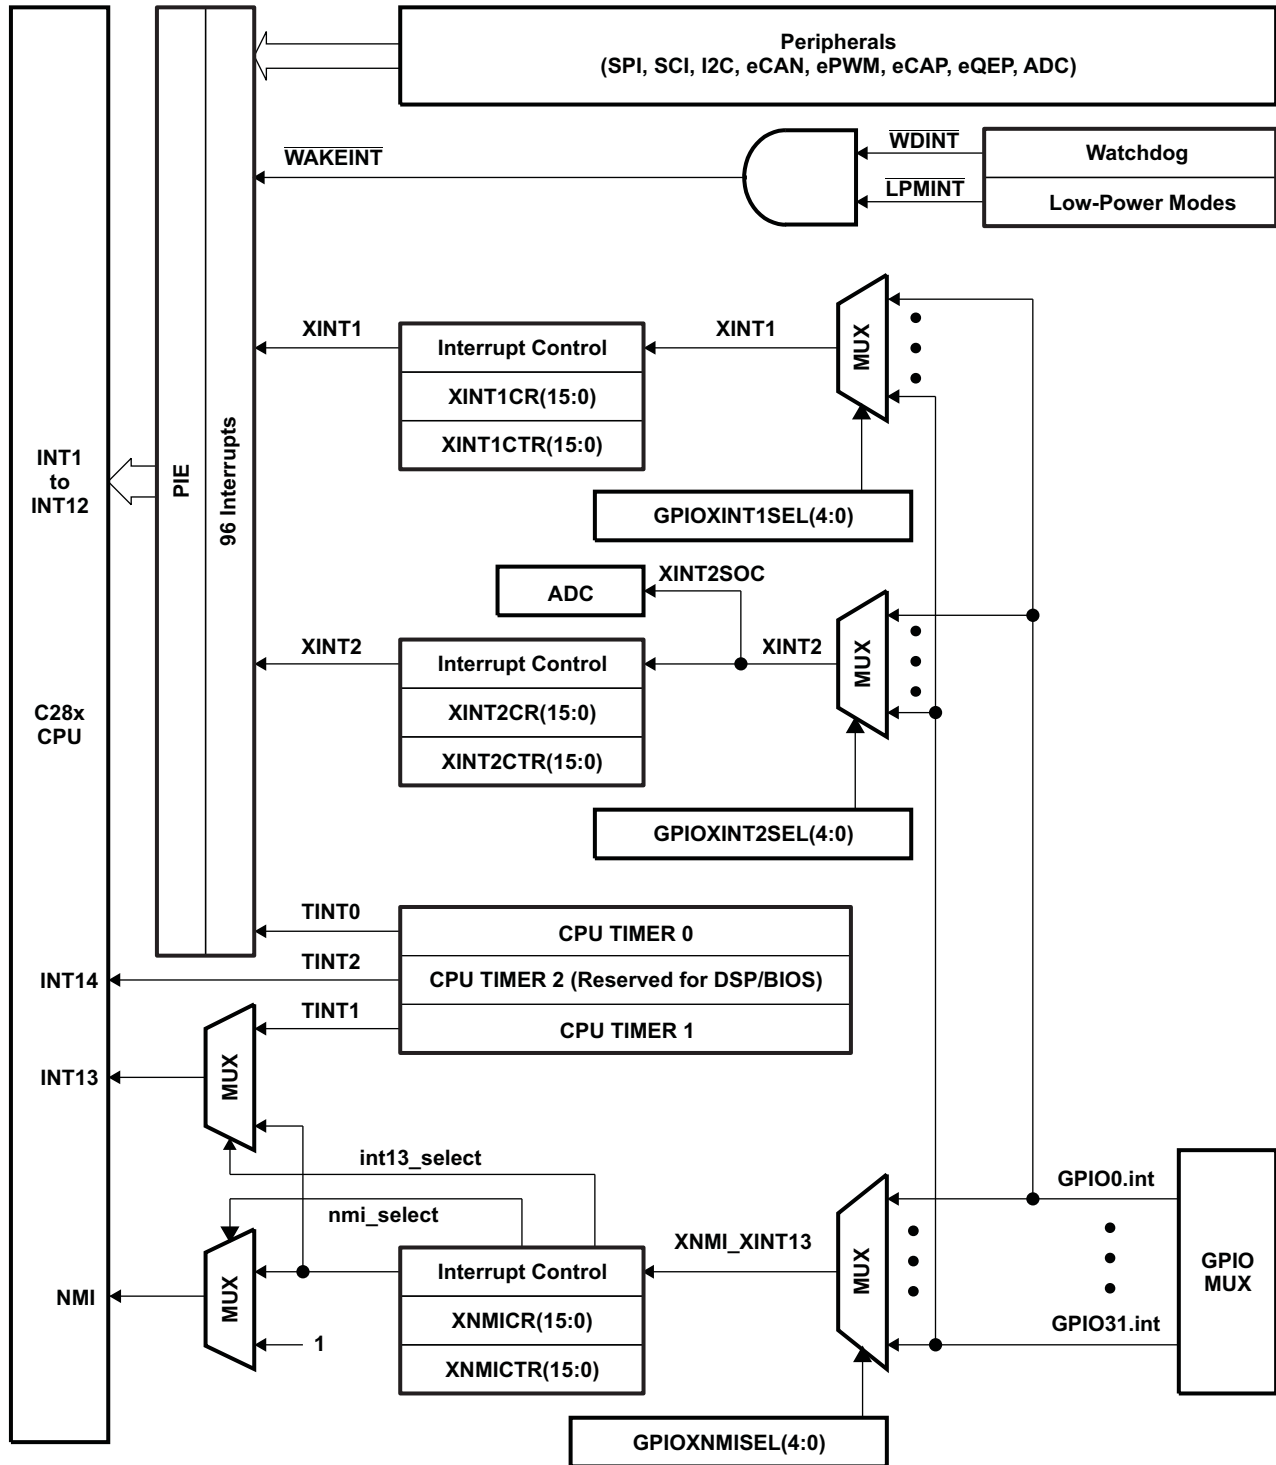 Peripherals
(SPI, SCI, I2C, eCAN, ePWM, eCAP, eQEP, ADC)
WDINT
Watchdog
WAKEINT
LPMINT
Low-Power Modes
XINT1
Interrupt Control
XINT1
MUX
XINT1CR(15:0)
XINT1CTR(15:0)
INT1
to
INT12
PIE
96 Interrupts
GPIOXINT1SEL(4:0)
XINT2SOC
ADC
XINT2
Interrupt Control
XINT2
MUX
XINT2CR(15:0)
C28x
CPU
XINT2CTR(15:0)
GPIOXINT2SEL(4:0)
TINT0
CPU TIMER 0
TINT2
INT14
CPU TIMER 2 (Reserved for DSP/BIOS)
TINT1
CPU TIMER 1
INT13
MUX
int13_select
GPIO0.int
nmi_select
XNMI_XINT13
MUX
Interrupt Control
GPIO
MUX
NMI
MUX
XNMICR(15:0)
GPIO31.int
1
XNMICTR(15:0)
GPIOXNMISEL(4:0)